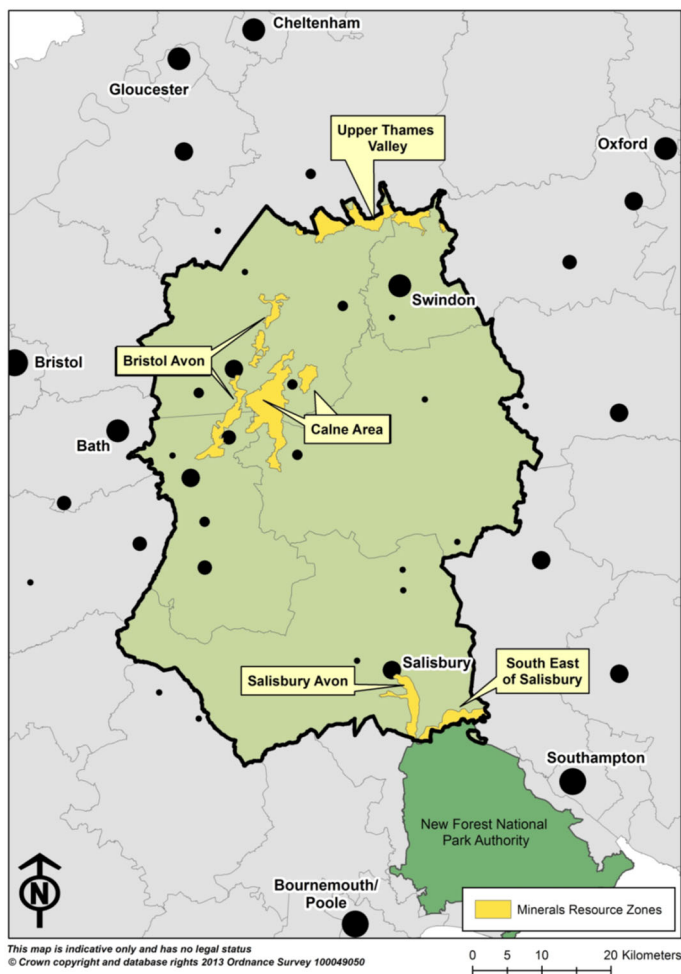 Cheltenham
Gloucester
Upper Thames
Valley
Oxford
Swindon
Bristol
Bristol Avon
Bath
Calne Area
Salisbury
South East
of Salisbury
Salisbury Avon
Southampton
New Forest National
Park Authority
N
Bournemouth/
Poole
Minerals Resource Zones
This map is indicative only and has no legal status
© Crown copyright and database rights 2013 Ordnance Survey 100049050
0 5 10 20 Kilometers